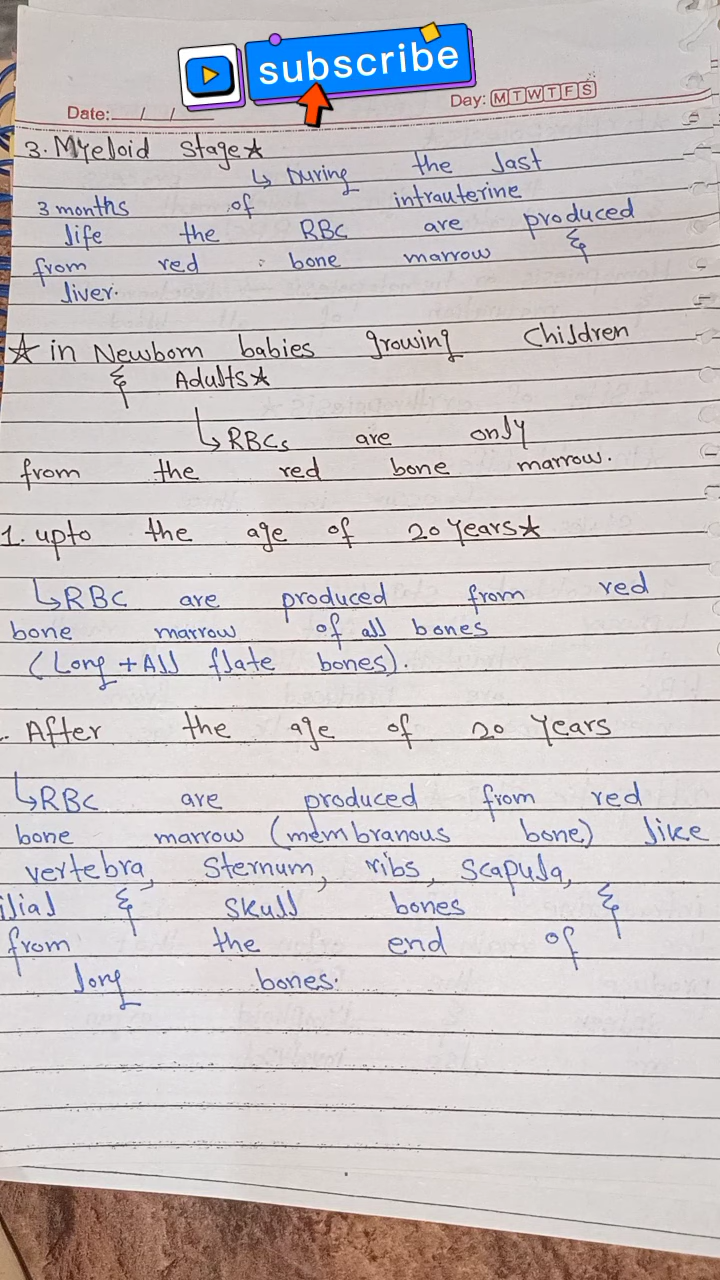 subscribe
Date: __/__/__ Day: M T W T F S
3. Myeloid stage★
↳ During the last
3 months of intrauterine
life the RBC are produced
from red bone marrow &
liver.
★ in Newborn babies growing children
& Adults★
↳ RBCs are only
from the red bone marrow.
1. upto the age of 20 years★
↳ RBC are produced from red
bone marrow of all bones
(Long + All flate bones).
. After the age of 20 years
↳ RBC are produced from red
bone marrow (membranous bone) like
vertebra, sternum, ribs, scapula,
ilial & skull bones &
from the end of
long bones.